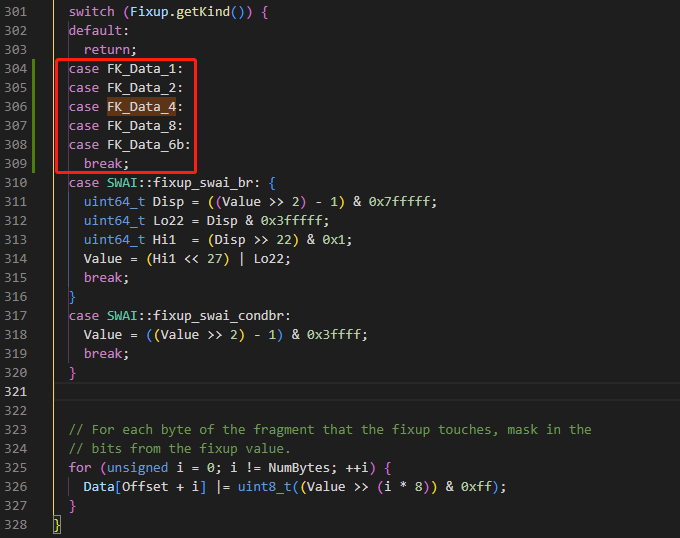 301 switch (Fixup.getKind()) {
302 default:
303 return;
304 case FK_Data_1:
305 case FK_Data_2:
306 case FK_Data_4:
307 case FK_Data_8:
308 case FK_Data_6b:
309 break;
310 case SWAI::fixup_swai_br: {
311 uint64_t Disp = ((Value >> 2) - 1) & 0x7fffff;
312 uint64_t Lo22 = Disp & 0x3fffff;
313 uint64_t Hi1  = (Disp >> 22) & 0x1;
314 Value = (Hi1 << 27) | Lo22;
315 break;
316 }
317 case SWAI::fixup_swai_condbr:
318 Value = ((Value >> 2) - 1) & 0x3ffff;
319 break;
320 }
321
322
323 // For each byte of the fragment that the fixup touches, mask in the
324 // bits from the fixup value.
325 for (unsigned i = 0; i != NumBytes; ++i) {
326 Data[Offset + i] |= uint8_t((Value >> (i * 8)) & 0xff);
327 }
328 }